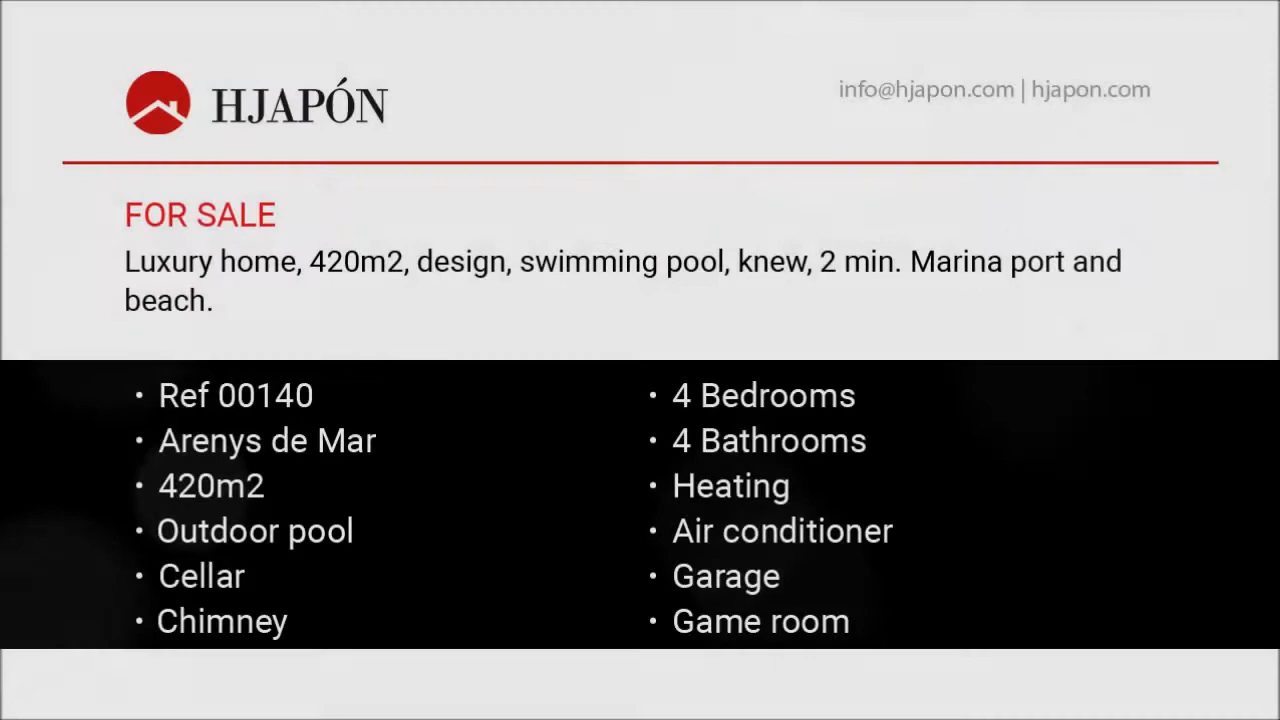 HJAPÓN
info@hjapon.com | hjapon.com
FOR SALE
Luxury home, 420m2, design, swimming pool, knew, 2 min. Marina port and
beach.
• Ref 00140
• Arenys de Mar
• 420m2
• Outdoor pool
• Cellar
• Chimney
• 4 Bedrooms
• 4 Bathrooms
• Heating
• Air conditioner
• Garage
• Game room